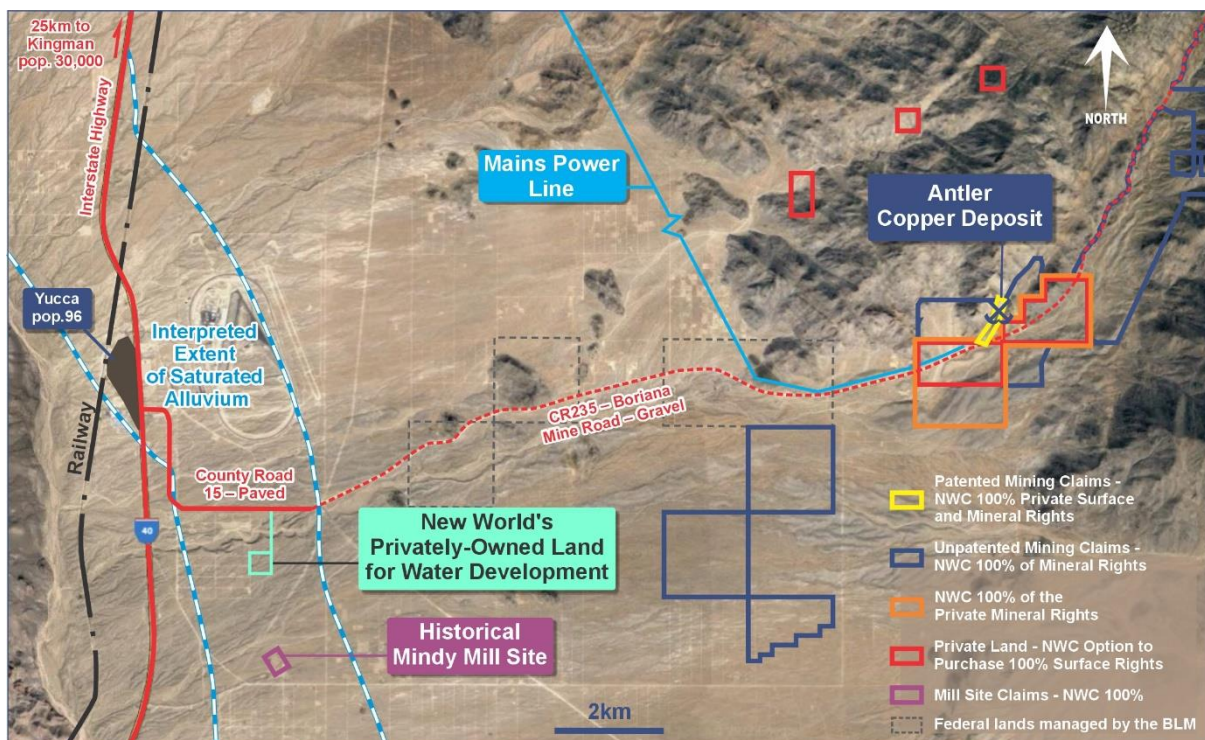 25km to
Kingman
pop. 30,000
Interstate Highway
NORTH
Mains Power
Line
Antler
Copper Deposit
Yucca
pop.96
Interpreted
Extent
of Saturated
Alluvium
Railway
CR235 – Boriana
Mine Road – Gravel
County Road
15 – Paved
40
New World's
Privately-Owned Land
for Water Development
Historical
Mindy Mill Site
2km
Patented Mining Claims -
NWC 100% Private Surface
and Mineral Rights
Unpatented Mining Claims -
NWC 100% of Mineral Rights
NWC 100% of the
Private Mineral Rights
Private Land - NWC Option to
Purchase 100% Surface Rights
Mill Site Claims - NWC 100%
Federal lands managed by the BLM